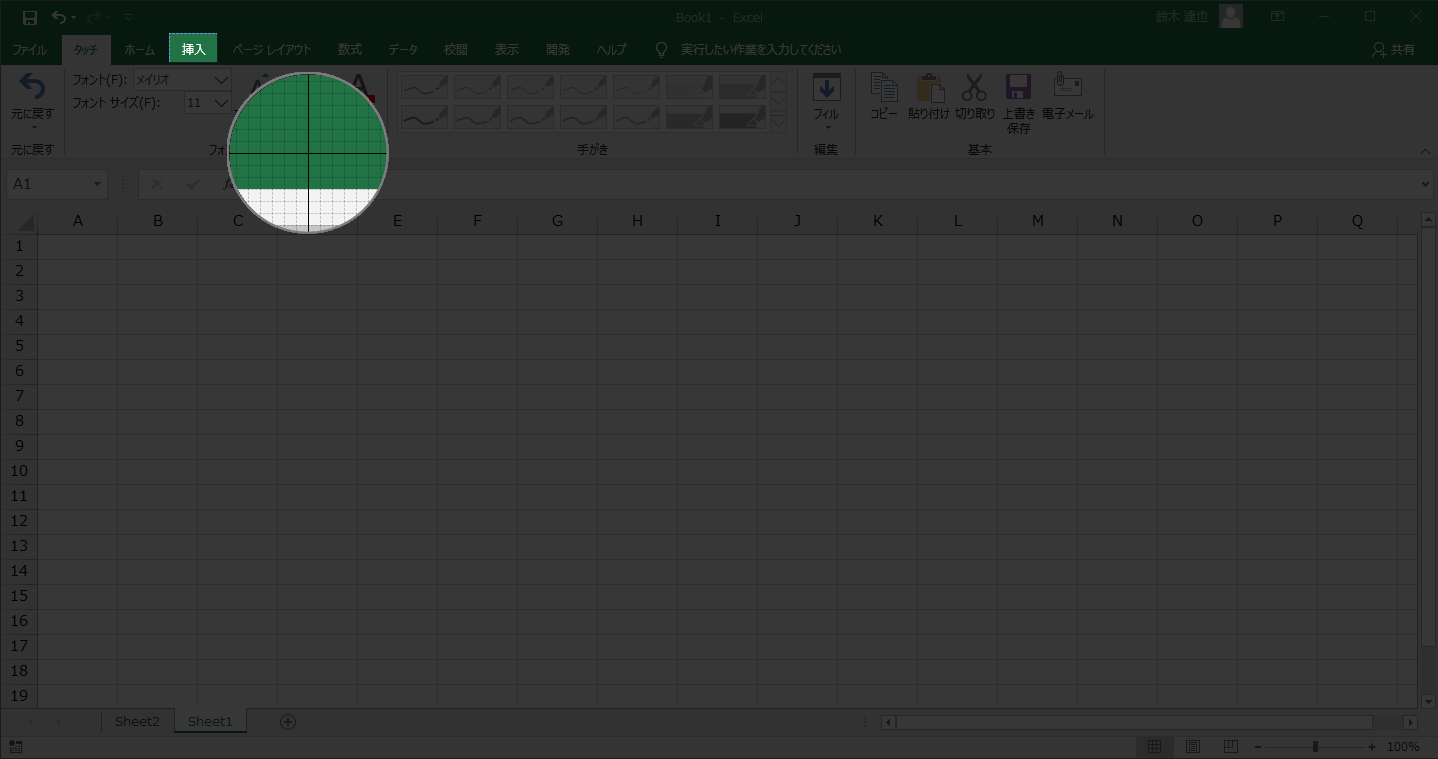 Book1 - Excel
鈴木 達也
ファイル タッチ ホーム 挿入 ページ レイアウト 数式 データ 校閲 表示 開発 ヘルプ 実行したい作業を入力してください 共有
フォント(F): メイリオ
フォント サイズ(F): 11
元に戻す フィル コピー 貼り付け 切り取り 上書き 電子メール
保存
元に戻す フォ 手がき 編集 基本
A1
A B C E F G H I J K L M N O P Q
1
2
3
4
5
6
7
8
9
10
11
12
13
14
15
16
17
18
19
Sheet2 Sheet1
100%